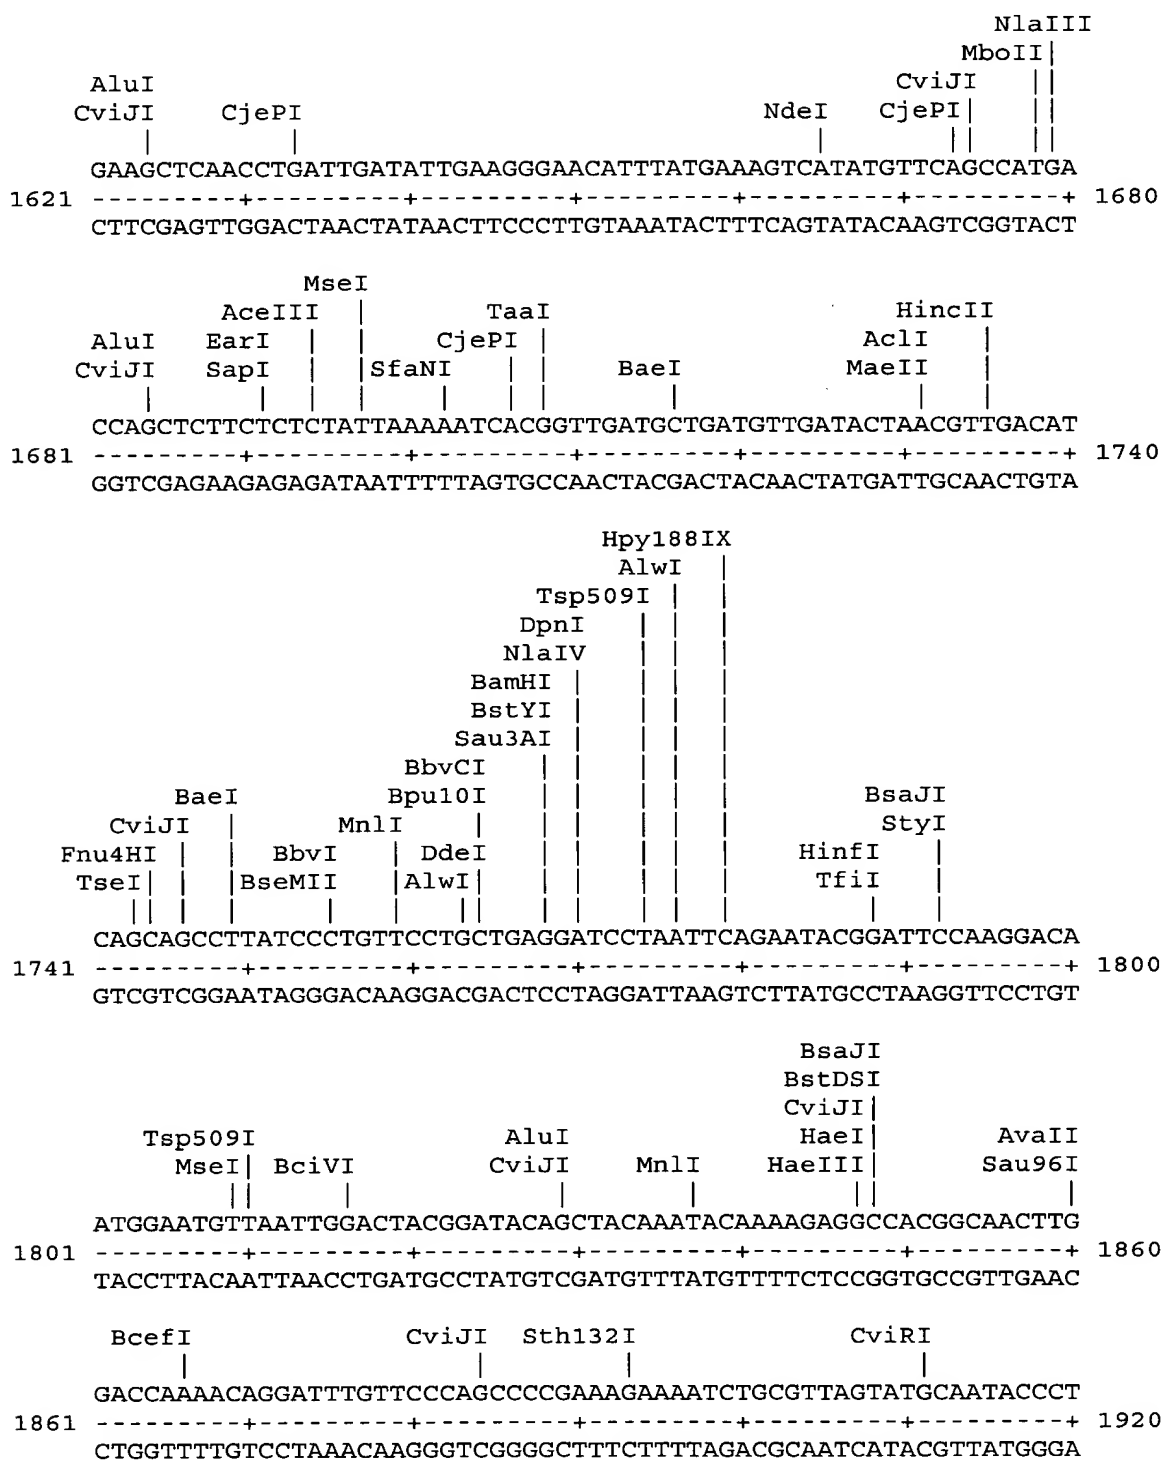 NlaIII
MboII
AluI CviJI
CviJI CjePI NdeI CjePI
GAAGCTCAACCTGATTGATATTGAAGGGAACATTTATGAAAGTCATATGTTCAGCCATGA
1621 ---------+---------+---------+---------+---------+---------+ 1680
CTTCGAGTTGGACTAACTATAACTTCCCTTGTAAATACTTTCAGTATACAAGTCGGTACT
MseI
AceIII TaaI HincII
AluI EarI CjePI AclI
CviJI SapI SfaNI BaeI MaeII
CCAGCTCTTCTCTCTATTAAAAATCACGGTTGATGCTGATGTTGATACTAACGTTGACAT
1681 ---------+---------+---------+---------+---------+---------+ 1740
GGTCGAGAAGAGAGATAATTTTTAGTGCCAACTACGACTACAACTATGATTGCAACTGTA
Hpy188IX
AlwI
Tsp509I
DpnI
NlaIV
BamHI
BstYI
Sau3AI
BbvCI
BaeI Bpu10I BsaJI
CviJI MnlI StyI
Fnu4HI BbvI DdeI HinfI
TseI BseMII AlwI TfiI
CAGCAGCCTTATCCCTGTTCCTGCTGAGGATCCTAATTCAGAATACGGATTCCAAGGACA
1741 ---------+---------+---------+---------+---------+---------+ 1800
GTCGTCGGAATAGGGACAAGGACGACTCCTAGGATTAAGTCTTATGCCTAAGGTTCCTGT
BsaJI
BstDSI
CviJI
Tsp509I AluI HaeI AvaII
MseI BciVI CviJI MnlI HaeIII Sau96I
ATGGAATGTTAATTGGACTACGGATACAGCTACAAATACAAAAGAGGCCACGGCAACTTG
1801 ---------+---------+---------+---------+---------+---------+ 1860
TACCTTACAATTAACCTGATGCCTATGTCGATGTTTATGTTTTCTCCGGTGCCGTTGAAC
BcefI CviJI Sth132I CviRI
GACCAAAACAGGATTTGTTCCCAGCCCCGAAAGAAAATCTGCGTTAGTATGCAATACCCT
1861 ---------+---------+---------+---------+---------+---------+ 1920
CTGGTTTTGTCCTAAACAAGGGTCGGGGCTTTCTTTTAGACGCAATCATACGTTATGGGA